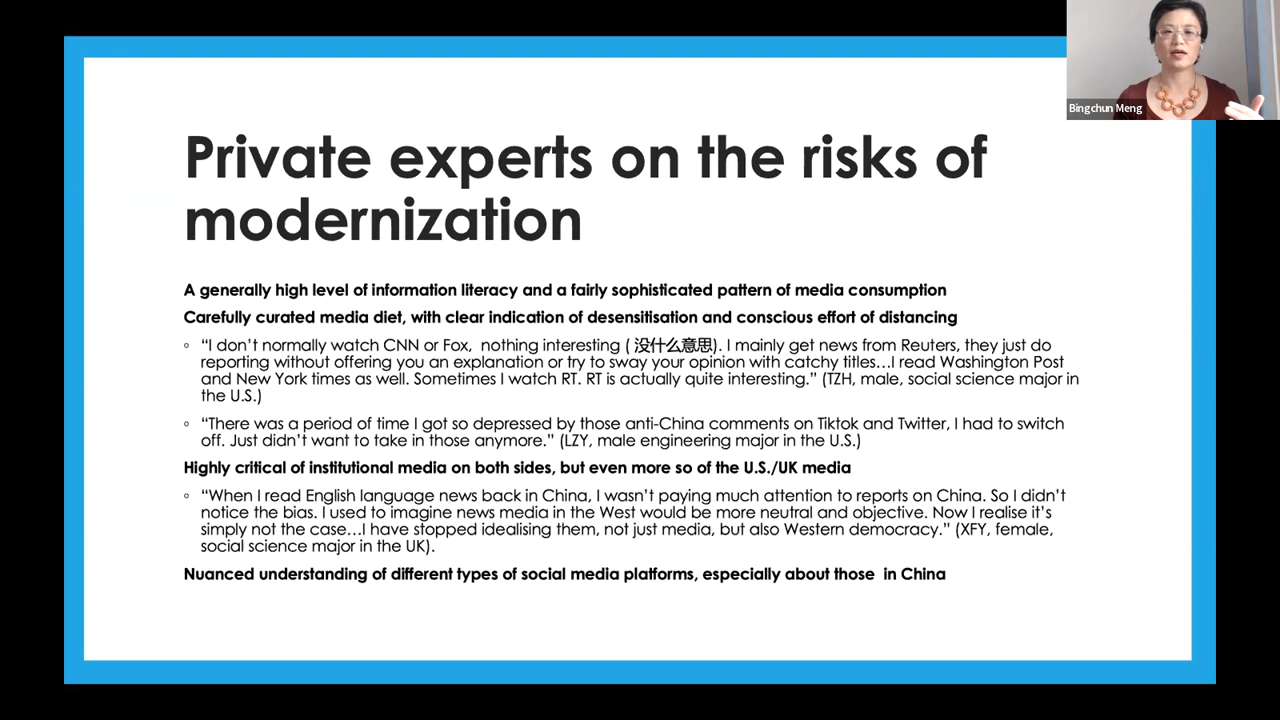 Bingchun Meng
Private experts on the risks of
modernization
A generally high level of information literacy and a fairly sophisticated pattern of media consumption
Carefully curated media diet, with clear indication of desensitisation and conscious effort of distancing
◦ “I don’t normally watch CNN or Fox, nothing interesting ( 没什么意思). I mainly get news from Reuters, they just do
reporting without offering you an explanation or try to sway your opinion with catchy titles…I read Washington Post
and New York times as well. Sometimes I watch RT. RT is actually quite interesting.” (TZH, male, social science major in
the U.S.)
◦ “There was a period of time I got so depressed by those anti-China comments on Tiktok and Twitter, I had to switch
off. Just didn’t want to take in those anymore.” (LZY, male engineering major in the U.S.)
Highly critical of institutional media on both sides, but even more so of the U.S./UK media
◦ “When I read English language news back in China, I wasn’t paying much attention to reports on China. So I didn’t
notice the bias. I used to imagine news media in the West would be more neutral and objective. Now I realise it’s
simply not the case…I have stopped idealising them, not just media, but also Western democracy.” (XFY, female,
social science major in the UK).
Nuanced understanding of different types of social media platforms, especially about those in China